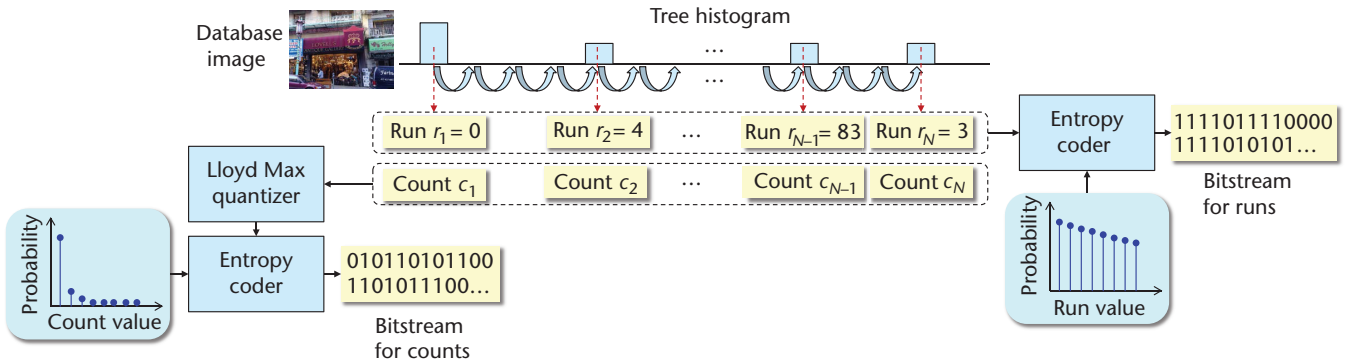 Database
image
Tree histogram
...
...
Run r1 = 0
Run r2 = 4
...
Run rN–1 = 83
Run rN = 3
Entropy
coder
1111011110000
1111010101...
Bitstream
for runs
Lloyd Max
quantizer
Count c1
Count c2
...
Count cN–1
Count cN
Probability
Count value
Entropy
coder
010110101100
1101011100...
Bitstream
for counts
Probability
Run value